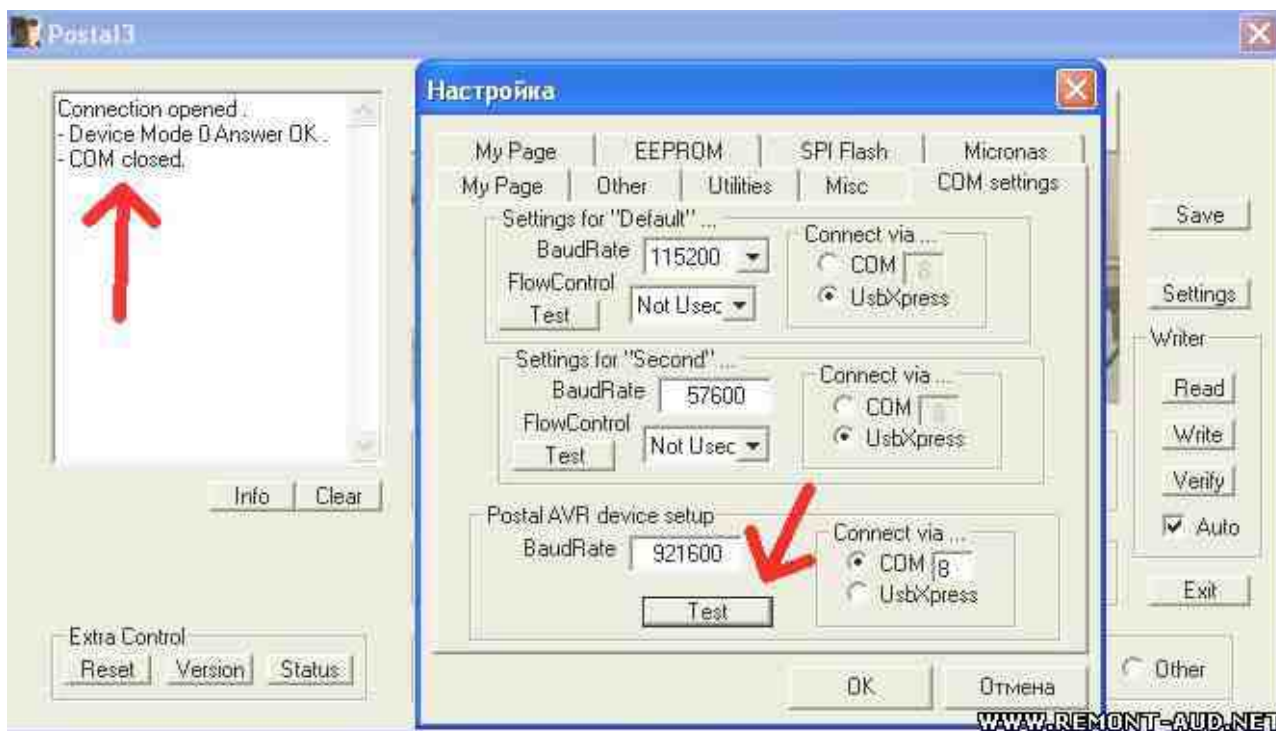 Postal3
Connection opened .
- Device Mode 0 Answer OK .
- COM closed.
Info
Clear
Extra Control
Reset
Version
Status
Настройка
My Page
EEPROM
SPI Flash
Micronas
My Page
Other
Utilities
Misc
COM settings
Settings for "Default" ...
BaudRate
115200
FlowControl
Not Usec
Test
Connect via ...
COM
UsbXpress
Settings for "Second" ...
BaudRate
57600
FlowControl
Not Usec
Test
Connect via ...
COM
UsbXpress
Postal AVR device setup
BaudRate
921600
Test
Connect via ...
COM 8
UsbXpress
OK
Отмена
Save
Settings
Writer
Read
Write
Verify
Auto
Exit
Other
WWW.REMONT-AUD.NET